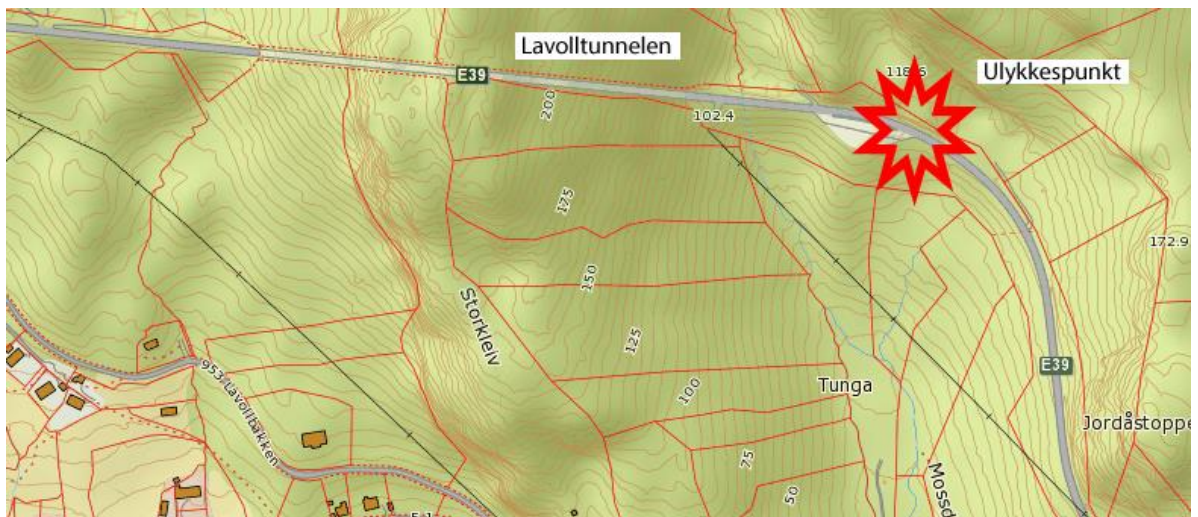 Lavolltunnelen
E39
118.6
Ulykkespunkt
102.4
200
175
172.9
150
Storkleiv
125
100
Tunga
E39
Jordåstoppe
953 Lavollbakken
75
50
Mossd